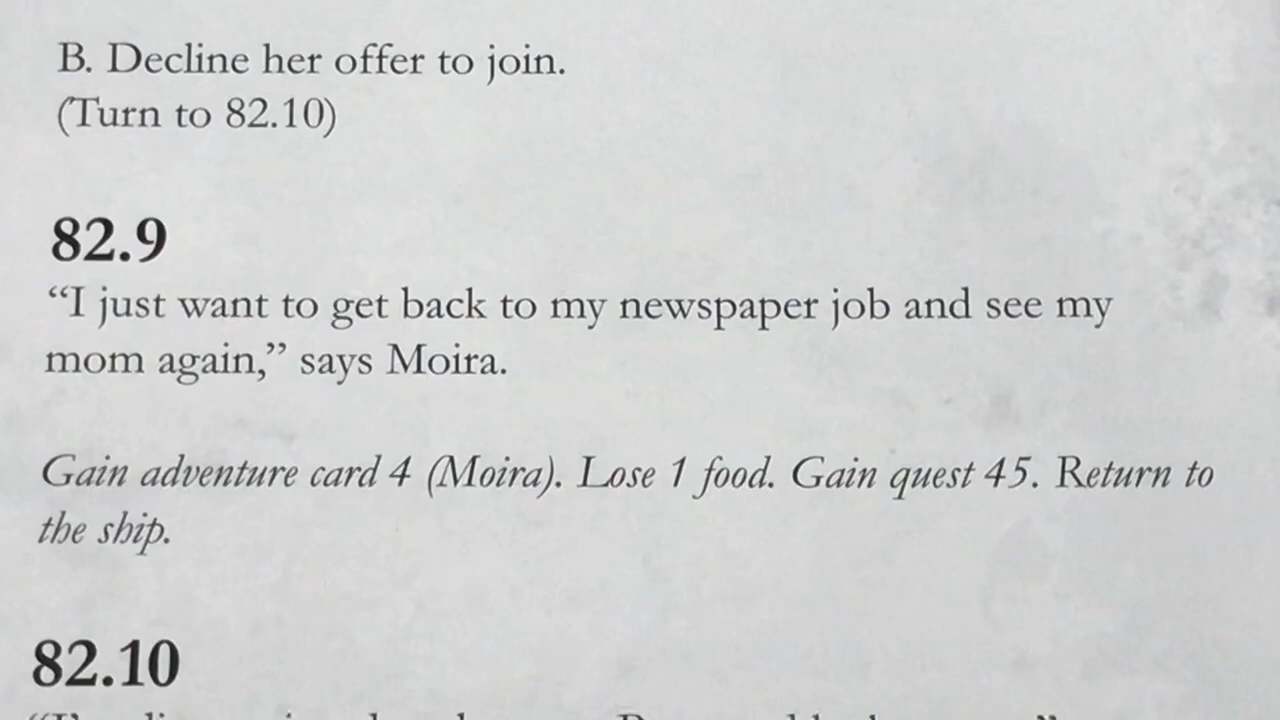 B. Decline her offer to join.
(Turn to 82.10)
82.9
“I just want to get back to my newspaper job and see my
mom again,” says Moira.
Gain adventure card 4 (Moira). Lose 1 food. Gain quest 45. Return to
the ship.
82.10